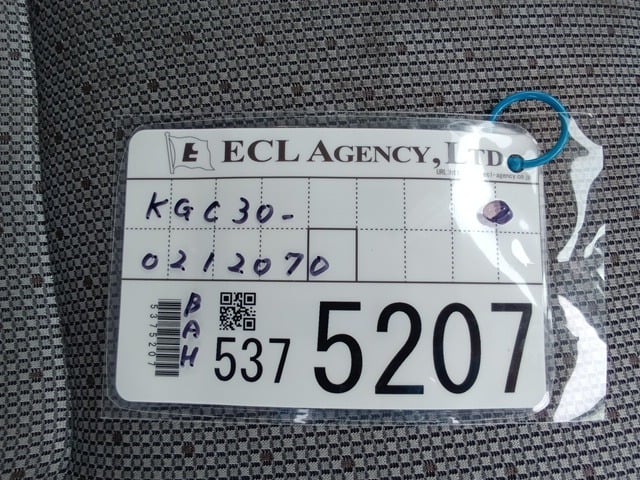 E ECL AGENCY, LTD.
KGC30-
0212070
5375207
BAH
537 5207